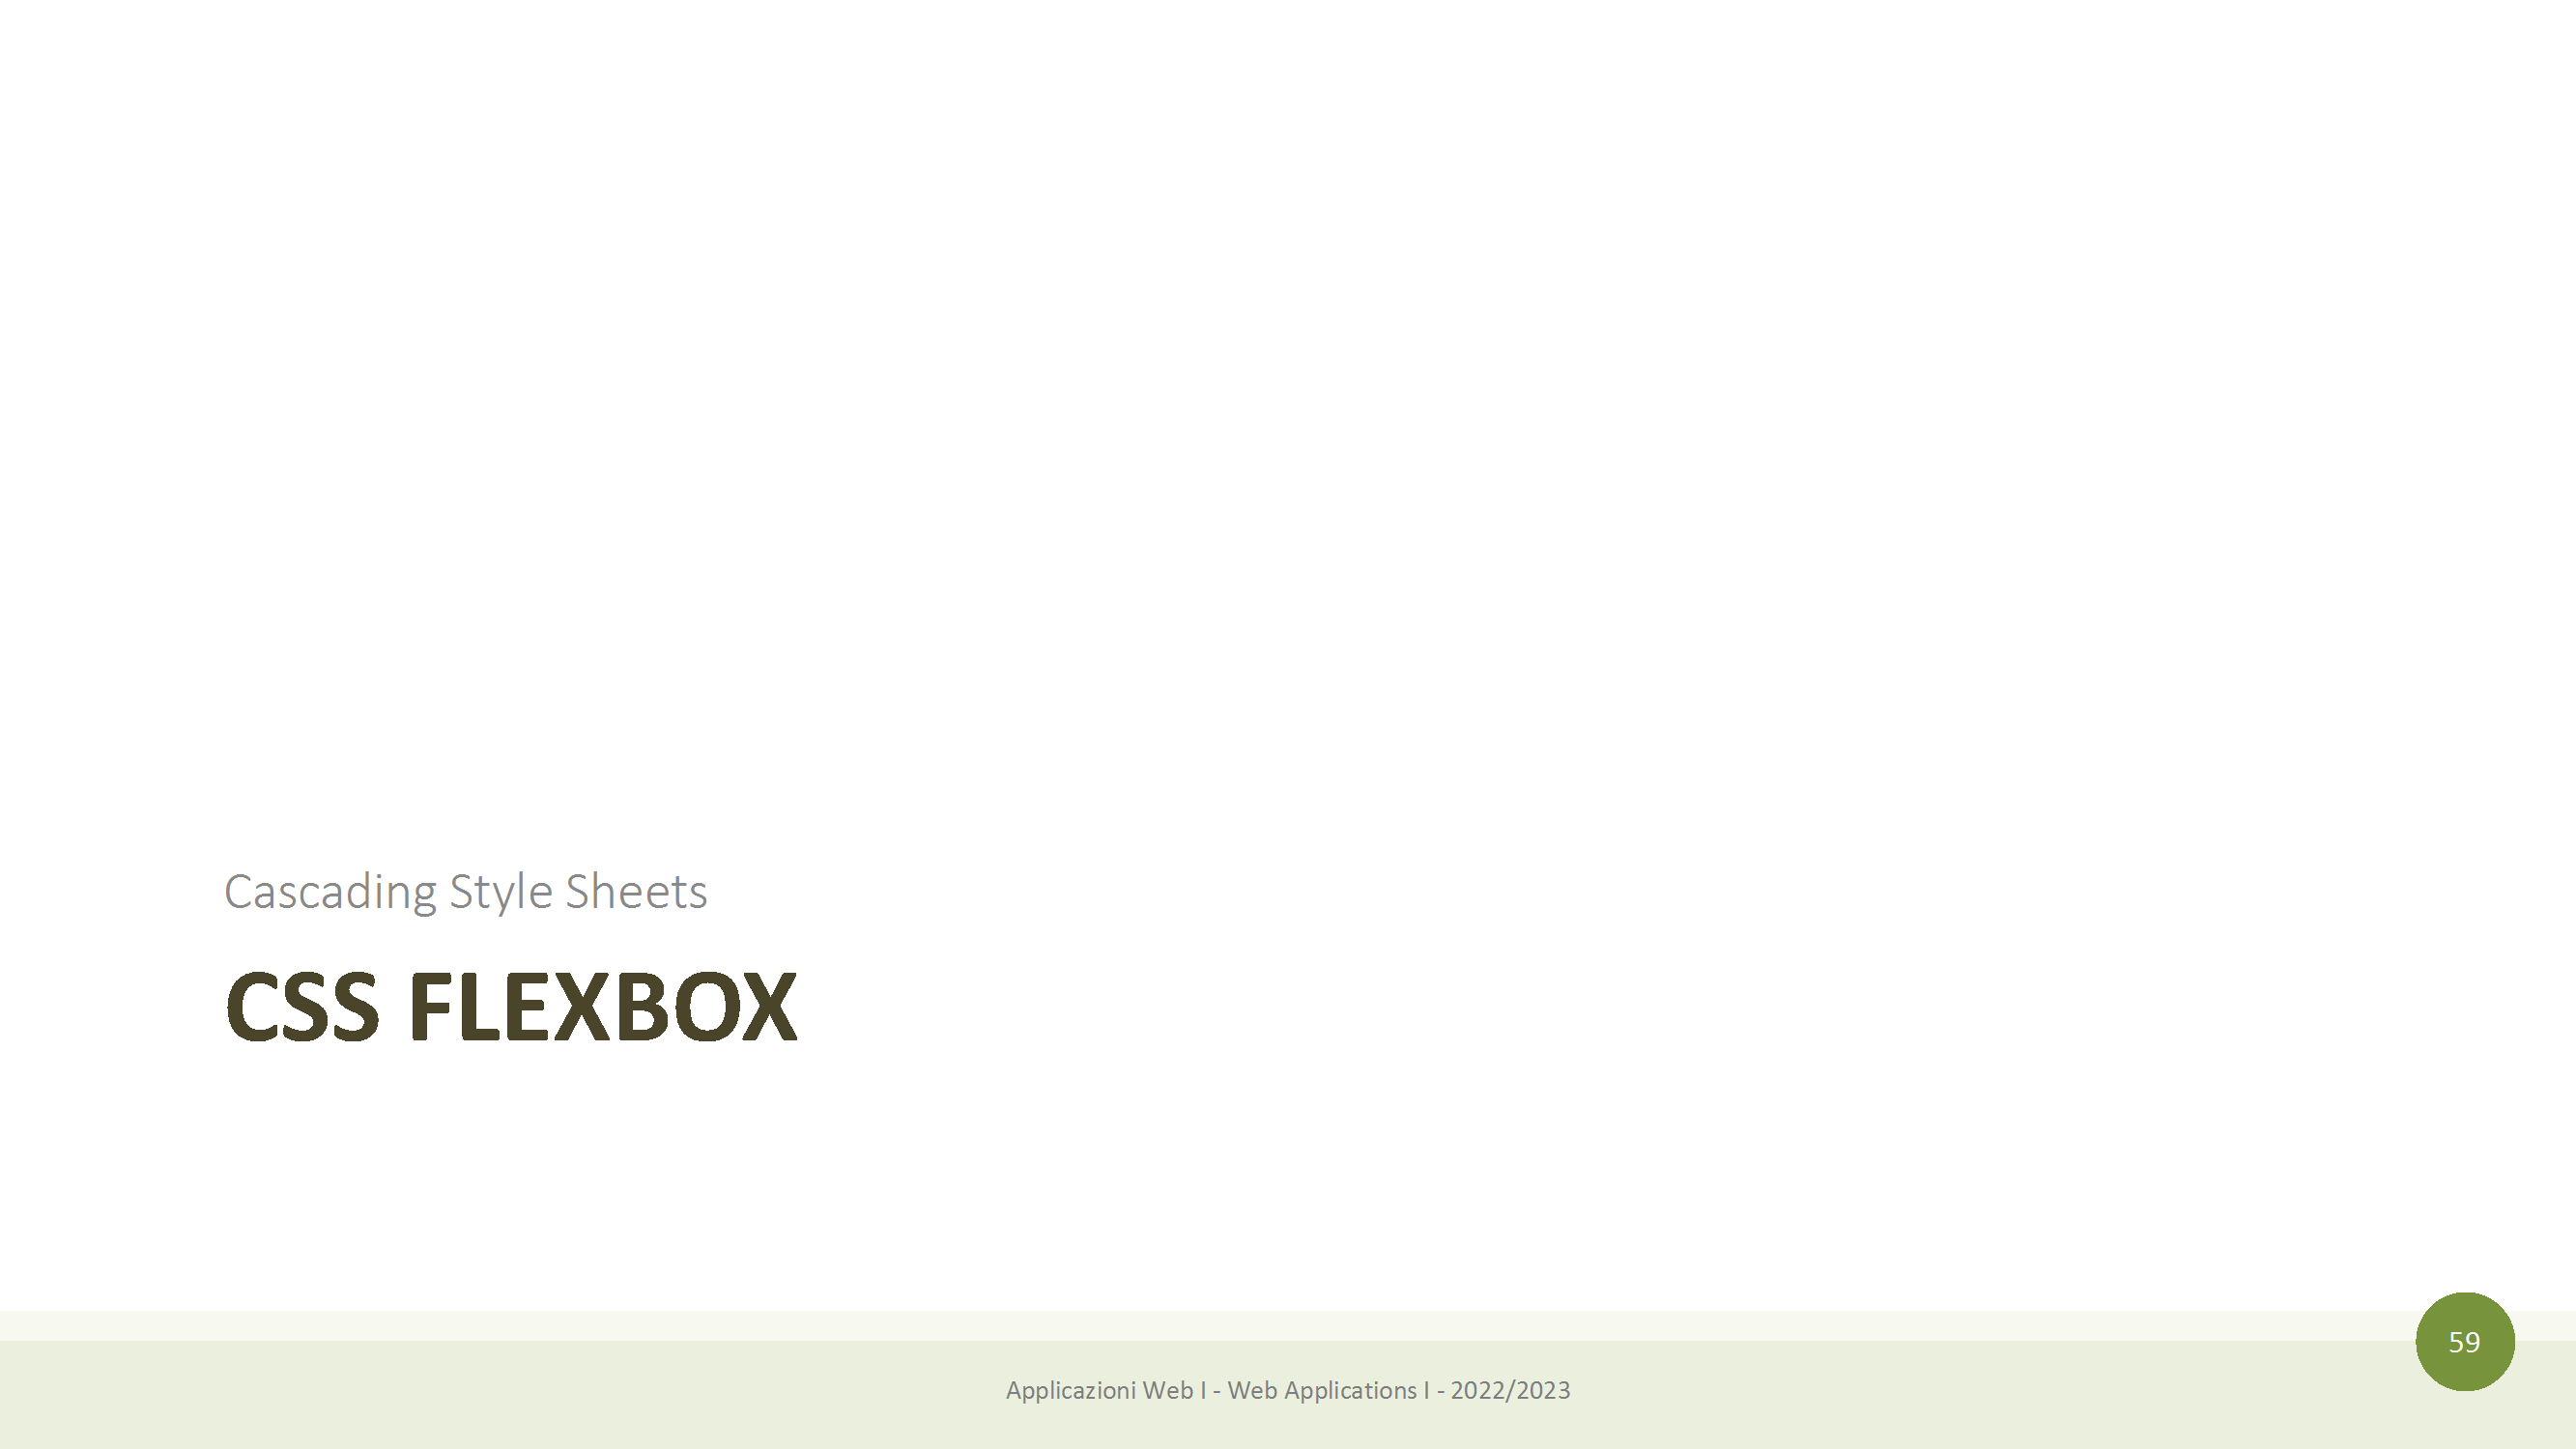 Cascading Style Sheets
CSS FLEXBOX
59
Applicazioni Web I - Web Applications I - 2022/2023